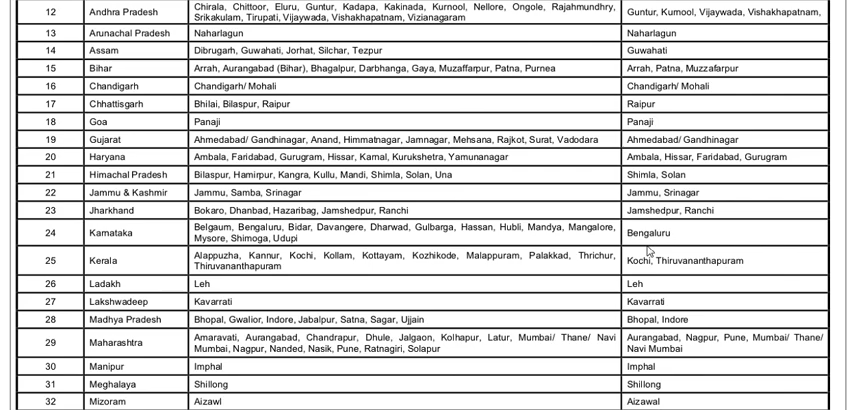 12 Andhra Pradesh Chirala, Chittoor, Eluru, Guntur, Kadapa, Kakinada, Kurnool, Nellore, Ongole, Rajahmundhry, Guntur, Kurnool, Vijaywada, Vishakhapatnam,
Srikakulam, Tirupati, Vijaywada, Vishakhapatnam, Vizianagaram
13 Arunachal Pradesh Naharlagun Naharlagun
14 Assam Dibrugarh, Guwahati, Jorhat, Silchar, Tezpur Guwahati
15 Bihar Arrah, Aurangabad (Bihar), Bhagalpur, Darbhanga, Gaya, Muzaffarpur, Patna, Purnea Arrah, Patna, Muzzafarpur
16 Chandigarh Chandigarh/ Mohali Chandigarh/ Mohali
17 Chhattisgarh Bhilai, Bilaspur, Raipur Raipur
18 Goa Panaji Panaji
19 Gujarat Ahmedabad/ Gandhinagar, Anand, Himmatnagar, Jamnagar, Mehsana, Rajkot, Surat, Vadodara Ahmedabad/ Gandhinagar
20 Haryana Ambala, Faridabad, Gurugram, Hissar, Karnal, Kurukshetra, Yamunanagar Ambala, Hissar, Faridabad, Gurugram
21 Himachal Pradesh Bilaspur, Hamirpur, Kangra, Kullu, Mandi, Shimla, Solan, Una Shimla, Solan
22 Jammu & Kashmir Jammu, Samba, Srinagar Jammu, Srinagar
23 Jharkhand Bokaro, Dhanbad, Hazaribag, Jamshedpur, Ranchi Jamshedpur, Ranchi
24 Karnataka Belgaum, Bengaluru, Bidar, Davangere, Dharwad, Gulbarga, Hassan, Hubli, Mandya, Mangalore, Bengaluru
Mysore, Shimoga, Udupi
25 Kerala Alappuzha, Kannur, Kochi, Kollam, Kottayam, Kozhikode, Malappuram, Palakkad, Thrichur, Kochi, Thiruvananthapuram
Thiruvananthapuram
26 Ladakh Leh Leh
27 Lakshwadeep Kavarrati Kavarrati
28 Madhya Pradesh Bhopal, Gwalior, Indore, Jabalpur, Satna, Sagar, Ujjain Bhopal, Indore
29 Maharashtra Amaravati, Aurangabad, Chandrapur, Dhule, Jalgaon, Kolhapur, Latur, Mumbai/ Thane/ Navi Aurangabad, Nagpur, Pune, Mumbai/ Thane/
Mumbai, Nagpur, Nanded, Nasik, Pune, Ratnagiri, Solapur Navi Mumbai
30 Manipur Imphal Imphal
31 Meghalaya Shillong Shillong
32 Mizoram Aizawl Aizawal